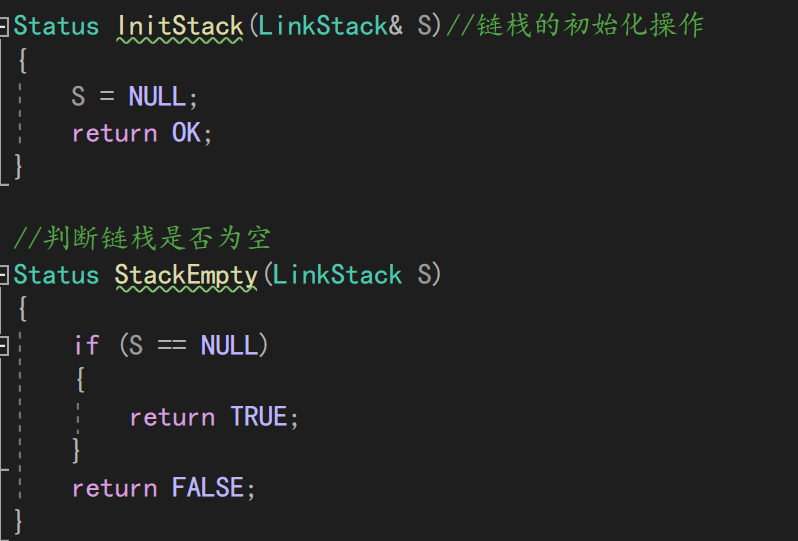 Status InitStack(LinkStack& S)//链栈的初始化操作
{
    S = NULL;
    return OK;
}
//判断链栈是否为空
Status StackEmpty(LinkStack S)
{
    if (S == NULL)
    {
        return TRUE;
    }
    return FALSE;
}